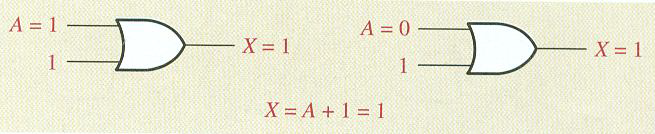 A = 1
1
X = 1
A = 0
1
X = 1
X = A + 1 = 1